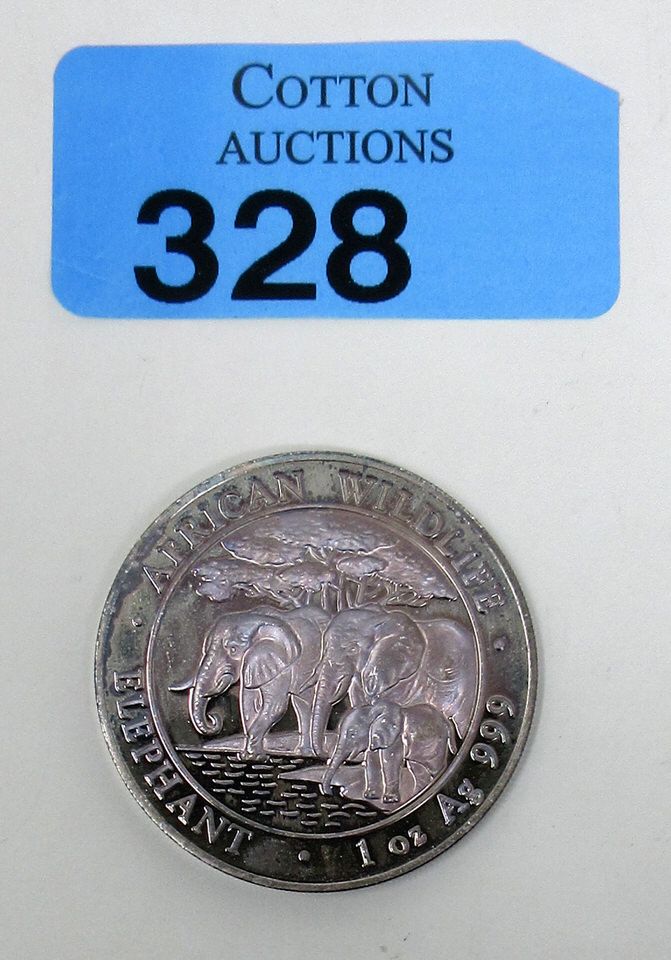 COTTON
AUCTIONS
328
AFRICAN WILDLIFE
ELEPHANT · 1 oz Ag 999